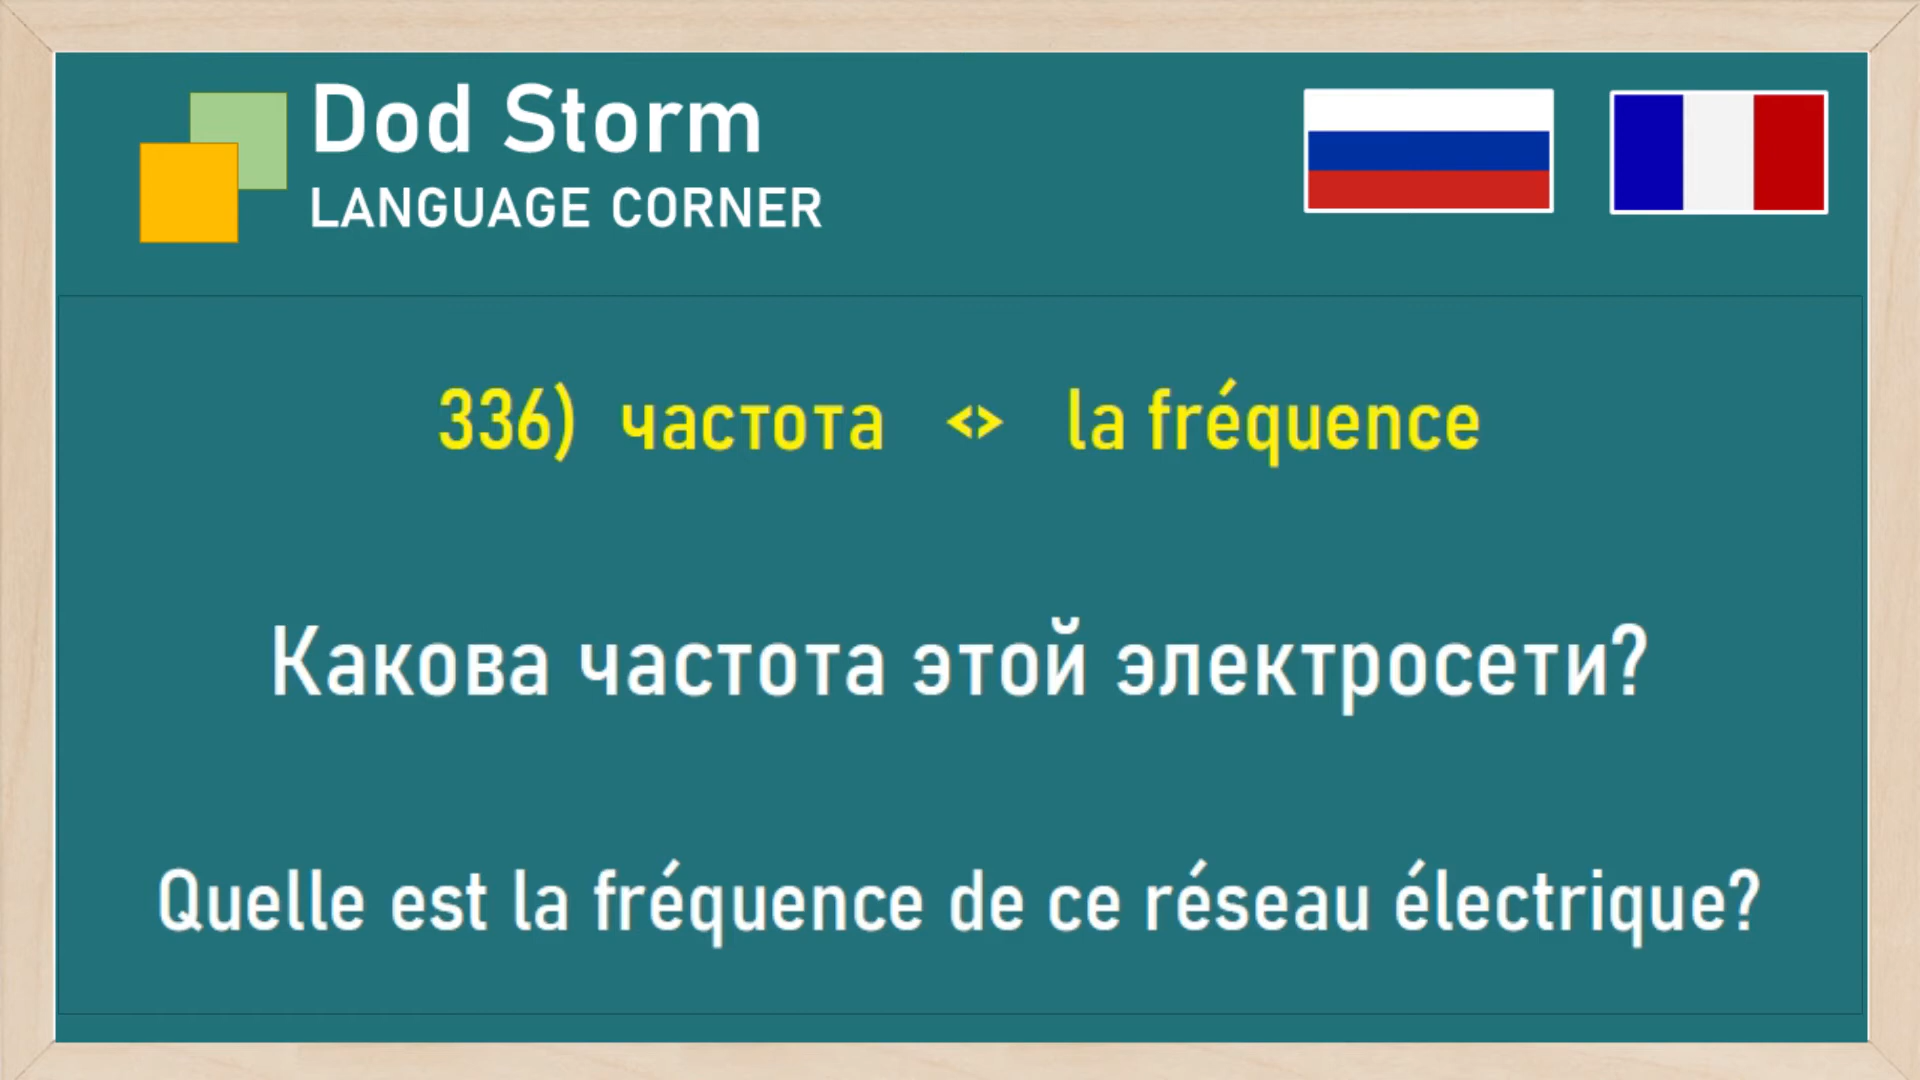 Dod Storm
LANGUAGE CORNER
336) частота <> la fréquence
Какова частота этой электросети?
Quelle est la fréquence de ce réseau électrique?